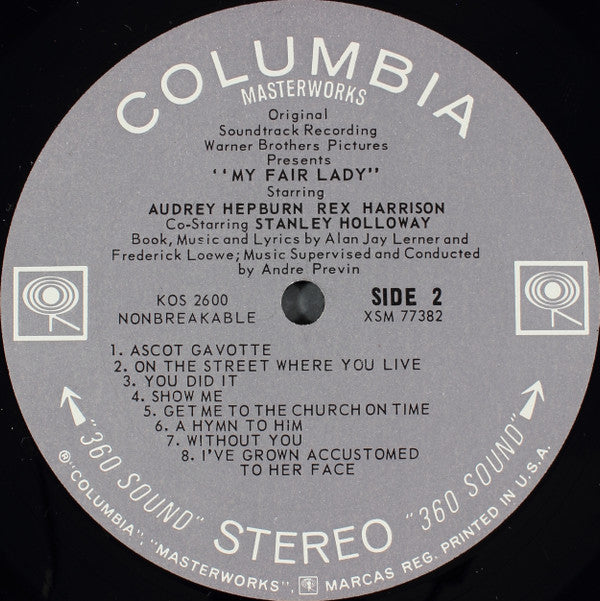 COLUMBIA
MASTERWORKS
Original
Soundtrack Recording
Warner Brothers Pictures
Presents
"MY FAIR LADY"
Starring
AUDREY HEPBURN REX HARRISON
Co-Starring STANLEY HOLLOWAY
Book, Music and Lyrics by Alan Jay Lerner and
Frederick Loewe; Music Supervised and Conducted
by Andre Previn
KOS 2600
NONBREAKABLE
SIDE 2
XSM 77382
1. ASCOT GAVOTTE
2. ON THE STREET WHERE YOU LIVE
3. YOU DID IT
4. SHOW ME
5. GET ME TO THE CHURCH ON TIME
6. A HYMN TO HIM
7. WITHOUT YOU
8. I'VE GROWN ACCUSTOMED
TO HER FACE
"360 SOUND" STEREO "360 SOUND"
® "COLUMBIA", "MASTERWORKS", MARCAS REG. PRINTED IN U.S.A.